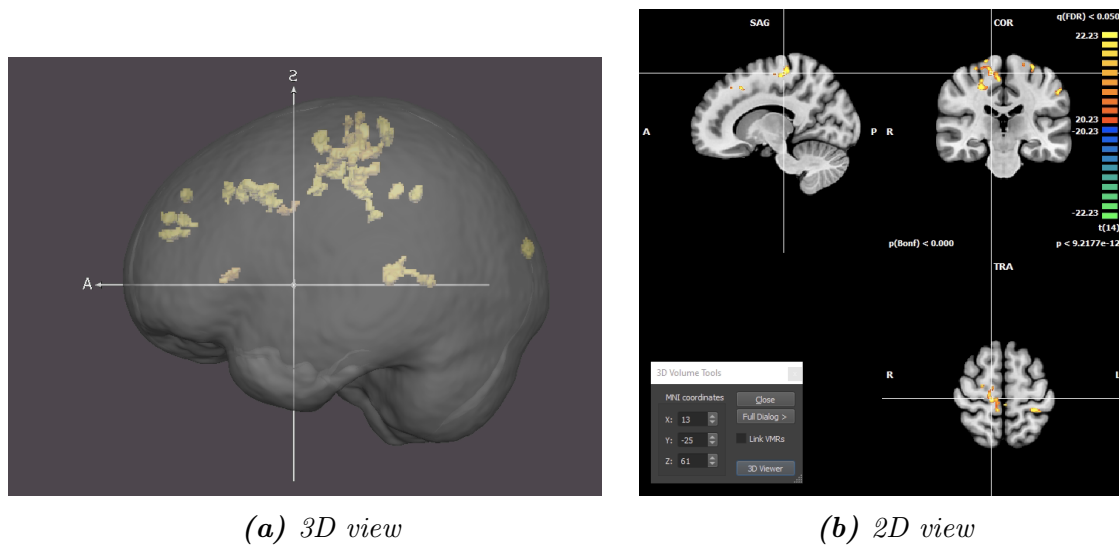 S
A
(a) 3D view
SAG
COR
q(FDR) < 0.050
22.23
20.23
-20.23
-22.23
t(14)
p < 9.2177e-12
p(Bonf) < 0.000
A
P
R
TRA
R
L
3D Volume Tools
MNI coordinates
X: 13
Y: -25
Z: 61
Close
Full Dialog >
Link VMRs
3D Viewer
(b) 2D view